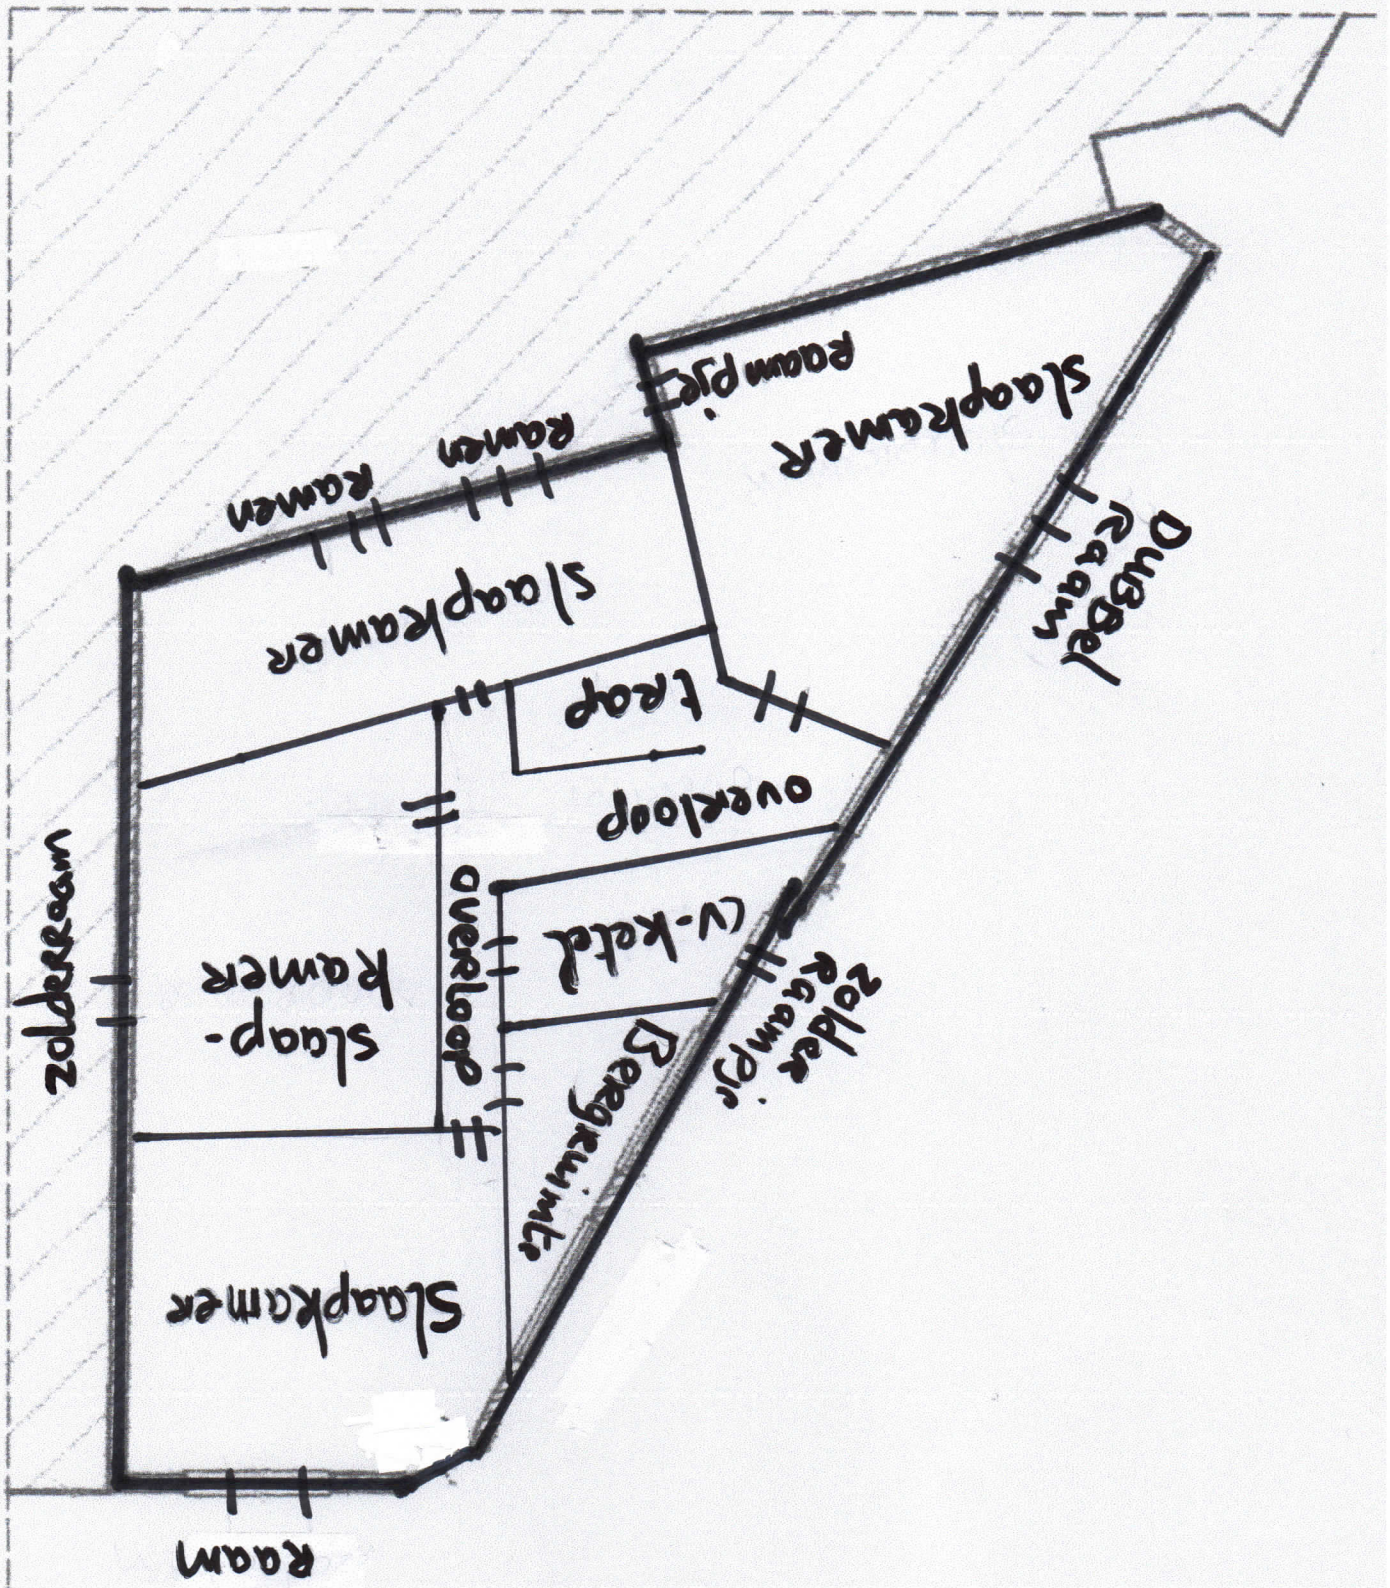 Raampje
slaapkamer
Ramen
Ramen
slaapkamer
DuBBel
Raam
trap
overloop
zolderraam
slaap-
kamer
overloop
cv-ketel
zolder
Raampje
Bergruimte
Slaapkamer
Raam